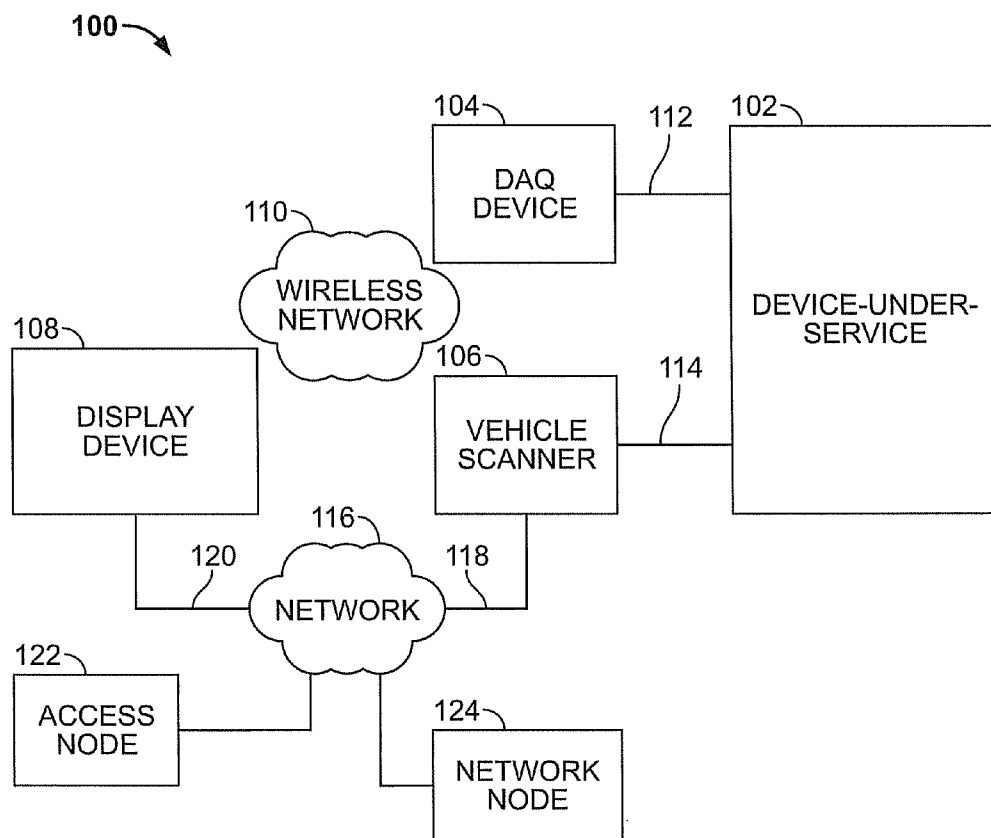 100
104
112
102
DAQ
DEVICE
110
WIRELESS
NETWORK
DEVICE-UNDER-
SERVICE
108
106
114
DISPLAY
DEVICE
VEHICLE
SCANNER
116
120
118
NETWORK
122
ACCESS
NODE
124
NETWORK
NODE